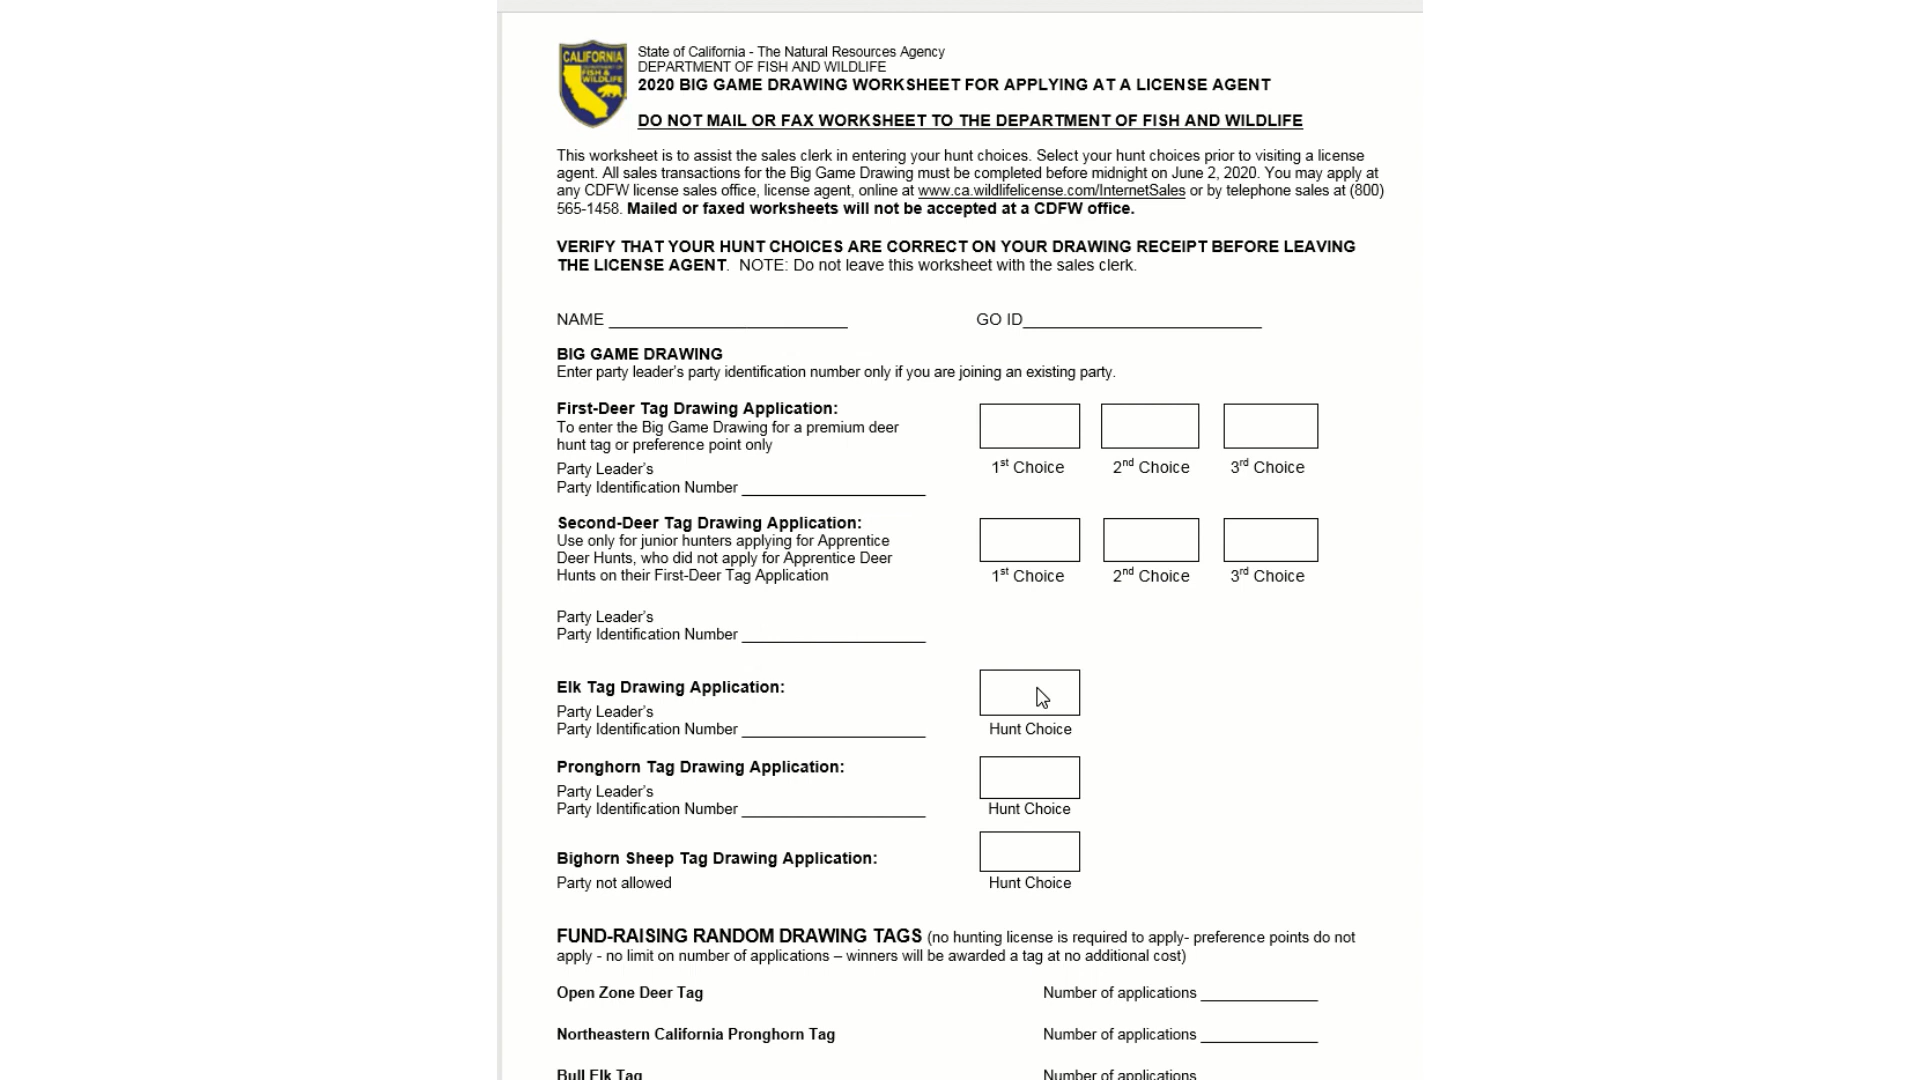 CALIFORNIA
FISH &
WILDLIFE
State of California - The Natural Resources Agency
DEPARTMENT OF FISH AND WILDLIFE
2020 BIG GAME DRAWING WORKSHEET FOR APPLYING AT A LICENSE AGENT
DO NOT MAIL OR FAX WORKSHEET TO THE DEPARTMENT OF FISH AND WILDLIFE
This worksheet is to assist the sales clerk in entering your hunt choices. Select your hunt choices prior to visiting a license
agent. All sales transactions for the Big Game Drawing must be completed before midnight on June 2, 2020. You may apply at
any CDFW license sales office, license agent, online at www.ca.wildlifelicense.com/InternetSales or by telephone sales at (800)
565-1458. Mailed or faxed worksheets will not be accepted at a CDFW office.
VERIFY THAT YOUR HUNT CHOICES ARE CORRECT ON YOUR DRAWING RECEIPT BEFORE LEAVING
THE LICENSE AGENT. NOTE: Do not leave this worksheet with the sales clerk.
NAME __________________________ GO ID__________________________
BIG GAME DRAWING
Enter party leader’s party identification number only if you are joining an existing party.
First-Deer Tag Drawing Application:
To enter the Big Game Drawing for a premium deer
hunt tag or preference point only
Party Leader’s
1st Choice 2nd Choice 3rd Choice
Party Identification Number ______________________
Second-Deer Tag Drawing Application:
Use only for junior hunters applying for Apprentice
Deer Hunts, who did not apply for Apprentice Deer
Hunts on their First-Deer Tag Application
1st Choice 2nd Choice 3rd Choice
Party Leader’s
Party Identification Number ______________________
Elk Tag Drawing Application:
Party Leader’s
Party Identification Number ______________________ Hunt Choice
Pronghorn Tag Drawing Application:
Party Leader’s
Party Identification Number ______________________ Hunt Choice
Bighorn Sheep Tag Drawing Application:
Party not allowed Hunt Choice
FUND-RAISING RANDOM DRAWING TAGS (no hunting license is required to apply- preference points do not
apply - no limit on number of applications – winners will be awarded a tag at no additional cost)
Open Zone Deer Tag Number of applications ______________
Northeastern California Pronghorn Tag Number of applications ______________
Bull Elk Tag Number of applications